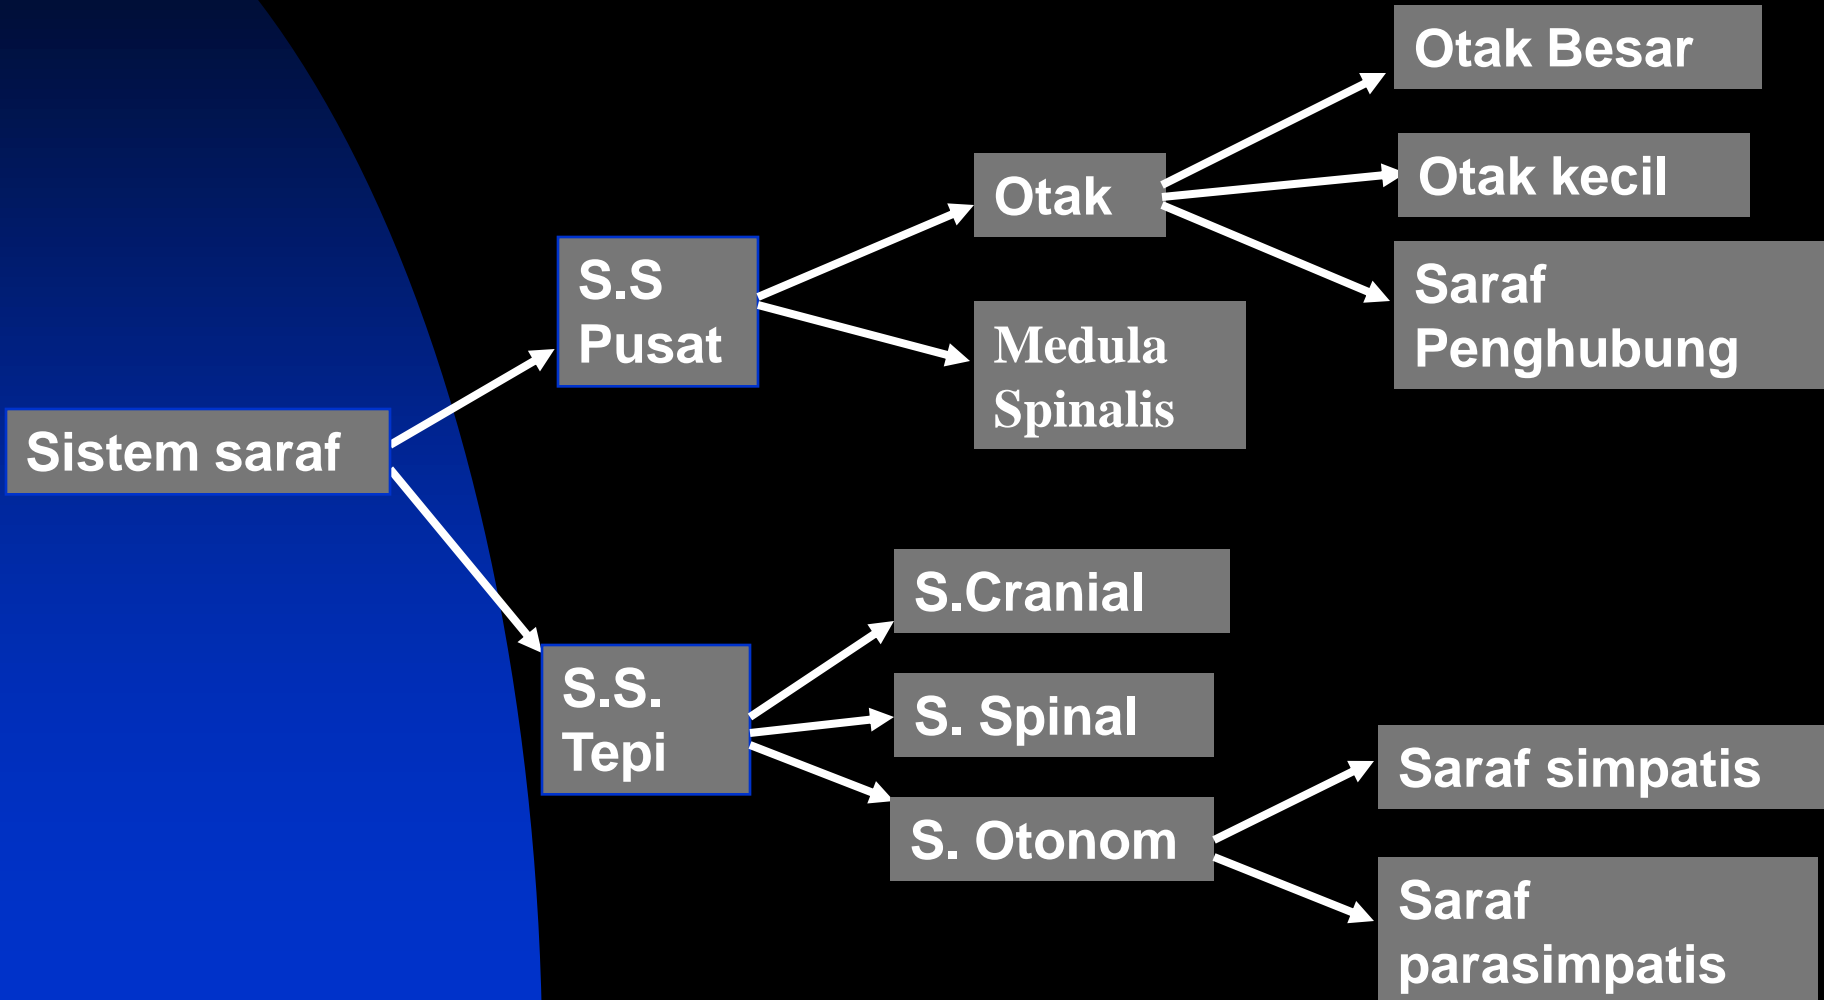 Otak Besar
Otak kecil
Otak
Saraf
Penghubung
S.S
Pusat
Medula
Spinalis
Sistem saraf
S.Cranial
S.S.
Tepi
S. Spinal
Saraf simpatis
S. Otonom
Saraf
parasimpatis